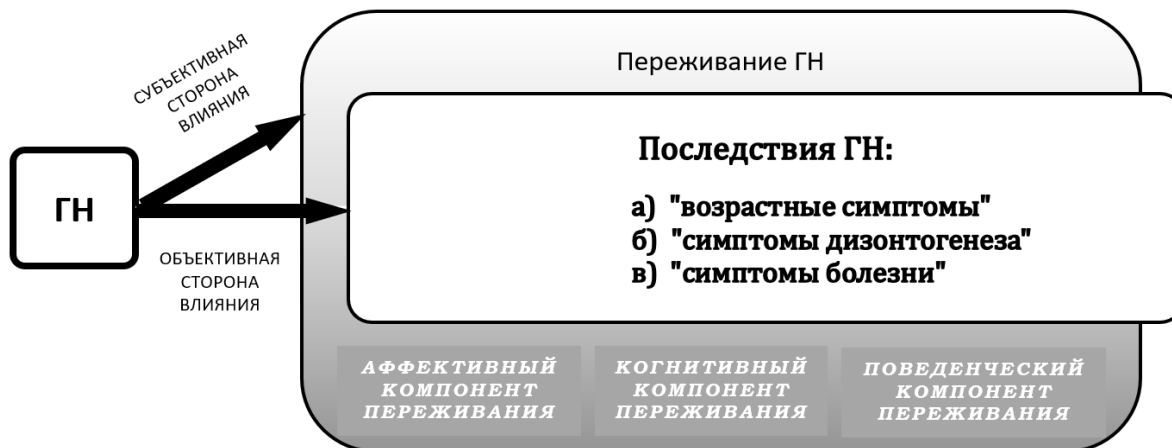 СУБЪЕКТИВНАЯ
СТОРОНА
ВЛИЯНИЯ
ГН
ОБЪЕКТИВНАЯ
СТОРОНА
ВЛИЯНИЯ
Переживание ГН
Последствия ГН:
а) "возрастные симптомы"
б) "симптомы дизонтогенеза"
в) "симптомы болезни"
АФФЕКТИВНЫЙ
КОМПОНЕНТ
ПЕРЕЖИВАНИЯ
КОГНИТИВНЫЙ
КОМПОНЕНТ
ПЕРЕЖИВАНИЯ
ПОВЕДЕНЧЕСКИЙ
КОМПОНЕНТ
ПЕРЕЖИВАНИЯ